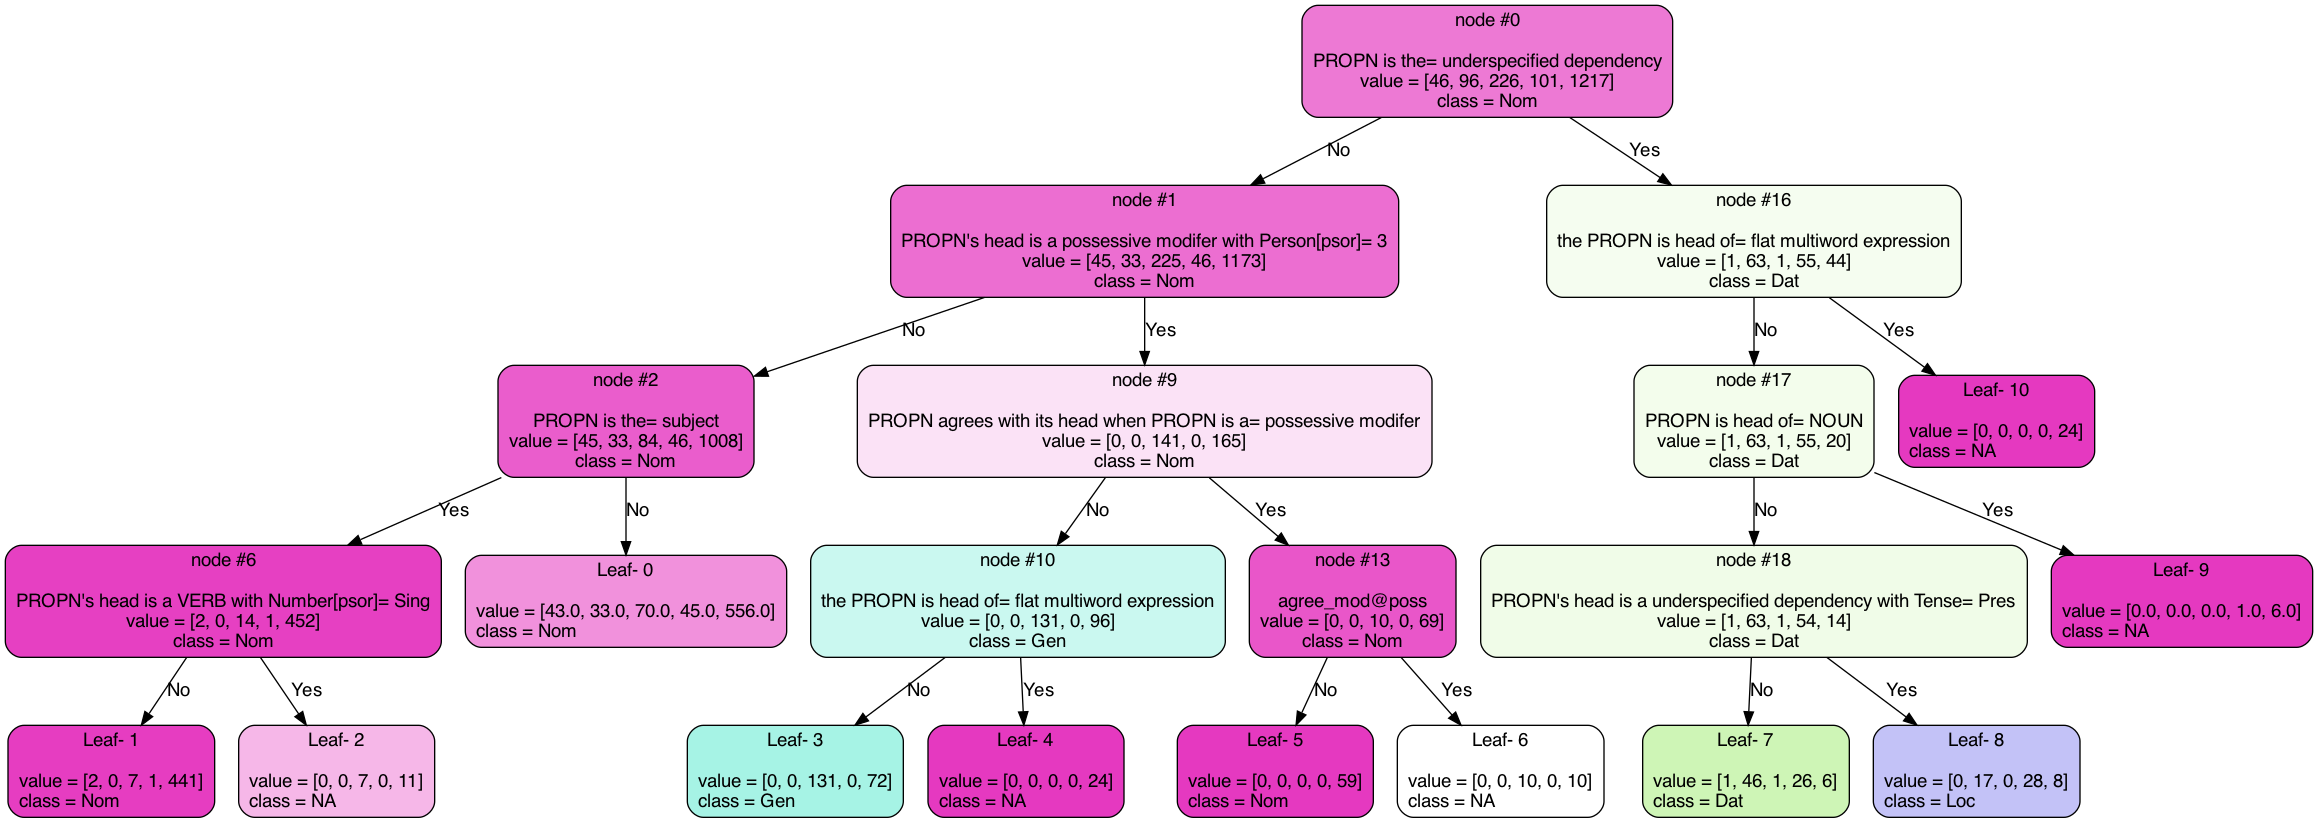 node #0
PROPN is the= underspecified dependency
value = [46, 96, 226, 101, 1217]
class = Nom
No
Yes
node #1
PROPN's head is a possessive modifer with Person[psor]= 3
value = [45, 33, 225, 46, 1173]
class = Nom
node #16
the PROPN is head of= flat multiword expression
value = [1, 63, 1, 55, 44]
class = Dat
No
Yes
No
Yes
node #2
PROPN is the= subject
value = [45, 33, 84, 46, 1008]
class = Nom
node #9
PROPN agrees with its head when PROPN is a= possessive modifer
value = [0, 0, 141, 0, 165]
class = Nom
node #17
PROPN is head of= NOUN
value = [1, 63, 1, 55, 20]
class = Dat
Leaf- 10
value = [0, 0, 0, 0, 24]
class = NA
Yes
No
No
Yes
No
Yes
node #6
PROPN's head is a VERB with Number[psor]= Sing
value = [2, 0, 14, 1, 452]
class = Nom
Leaf- 0
value = [43.0, 33.0, 70.0, 45.0, 556.0]
class = Nom
node #10
the PROPN is head of= flat multiword expression
value = [0, 0, 131, 0, 96]
class = Gen
node #13
agree_mod@poss
value = [0, 0, 10, 0, 69]
class = Nom
node #18
PROPN's head is a underspecified dependency with Tense= Pres
value = [1, 63, 1, 54, 14]
class = Dat
Leaf- 9
value = [0.0, 0.0, 0.0, 1.0, 6.0]
class = NA
No
Yes
No
Yes
No
Yes
No
Yes
Leaf- 1
value = [2, 0, 7, 1, 441]
class = Nom
Leaf- 2
value = [0, 0, 7, 0, 11]
class = NA
Leaf- 3
value = [0, 0, 131, 0, 72]
class = Gen
Leaf- 4
value = [0, 0, 0, 0, 24]
class = NA
Leaf- 5
value = [0, 0, 0, 0, 59]
class = Nom
Leaf- 6
value = [0, 0, 10, 0, 10]
class = NA
Leaf- 7
value = [1, 46, 1, 26, 6]
class = Dat
Leaf- 8
value = [0, 17, 0, 28, 8]
class = Loc